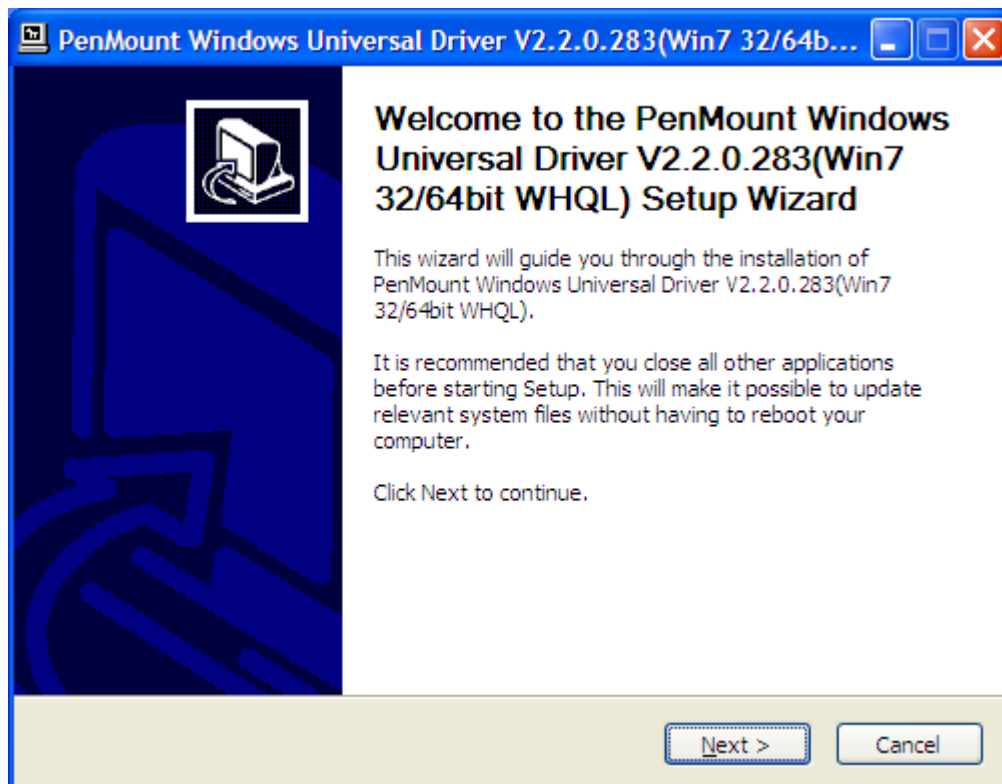 PenMount Windows Universal Driver V2.2.0.283(Win7 32/64b...
Welcome to the PenMount Windows
Universal Driver V2.2.0.283(Win7
32/64bit WHQL) Setup Wizard
This wizard will guide you through the installation of
PenMount Windows Universal Driver V2.2.0.283(Win7
32/64bit WHQL).
It is recommended that you close all other applications
before starting Setup. This will make it possible to update
relevant system files without having to reboot your
computer.
Click Next to continue.
Next >
Cancel